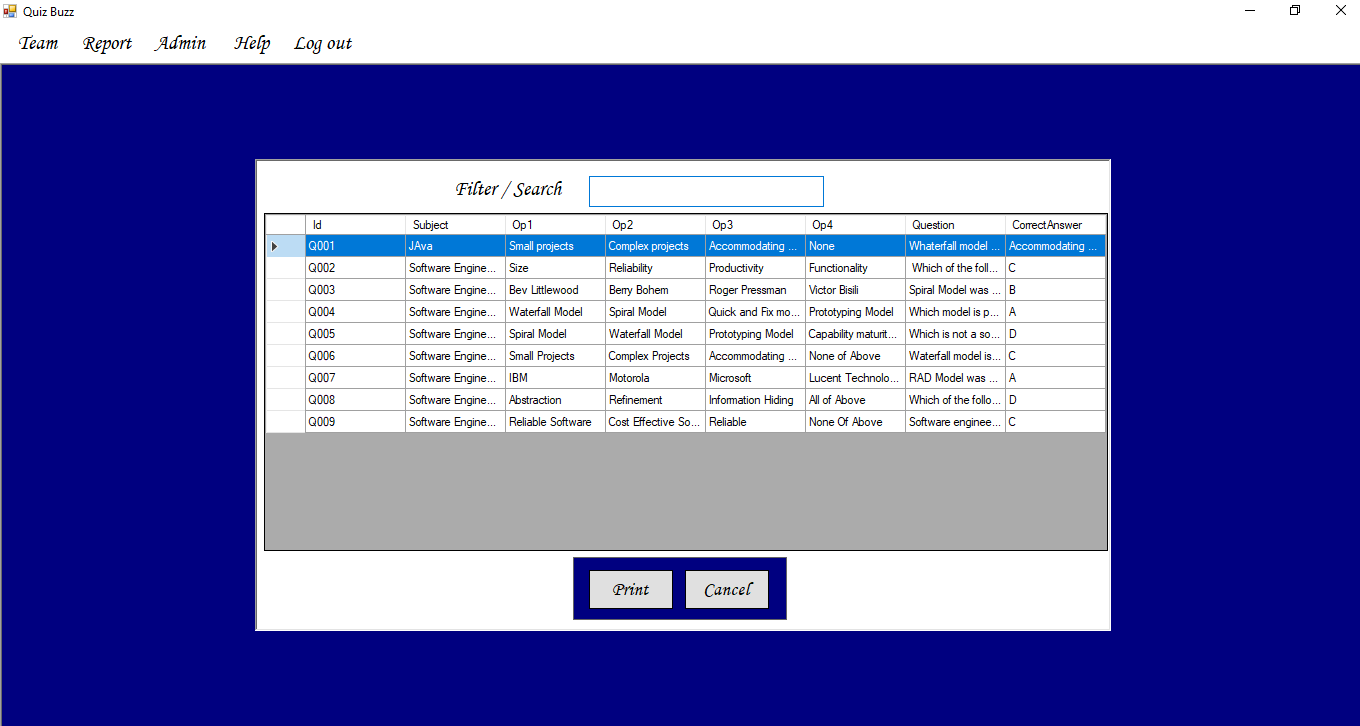 Quiz Buzz
Team Report Admin Help Log out
Filter / Search
Id Subject Op1 Op2 Op3 Op4 Question CorrectAnswer
Q001 JAva Small projects Complex projects Accommodating ... None Whaterfall model ... Accommodating ...
Q002 Software Engine... Size Reliability Productivity Functionality Which of the foll... C
Q003 Software Engine... Bev Littlewood Berry Bohem Roger Pressman Victor Bisili Spiral Model was ... B
Q004 Software Engine... Waterfall Model Spiral Model Quick and Fix mo... Prototyping Model Which model is p... A
Q005 Software Engine... Spiral Model Waterfall Model Prototyping Model Capability maturit... Which is not a so... D
Q006 Software Engine... Small Projects Complex Projects Accommodating ... None of Above Waterfall model is... C
Q007 Software Engine... IBM Motorola Microsoft Lucent Technolo... RAD Model was ... A
Q008 Software Engine... Abstraction Refinement Information Hiding All of Above Which of the follo... D
Q009 Software Engine... Reliable Software Cost Effective So... Reliable None Of Above Software enginee... C
Print Cancel